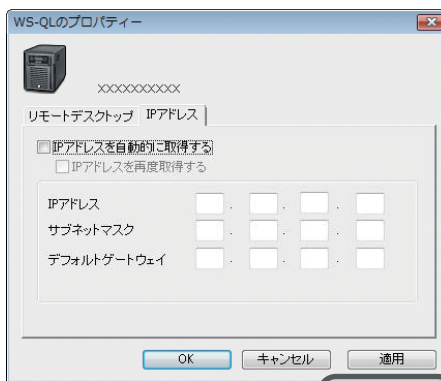 WS-QLのプロパティー
xxxxxxxxxx
リモートデスクトップ IPアドレス
IPアドレスを自動的に取得する
IPアドレスを再度取得する
IPアドレス . . .
サブネットマスク . . .
デフォルトゲートウェイ . . .
OK キャンセル 適用